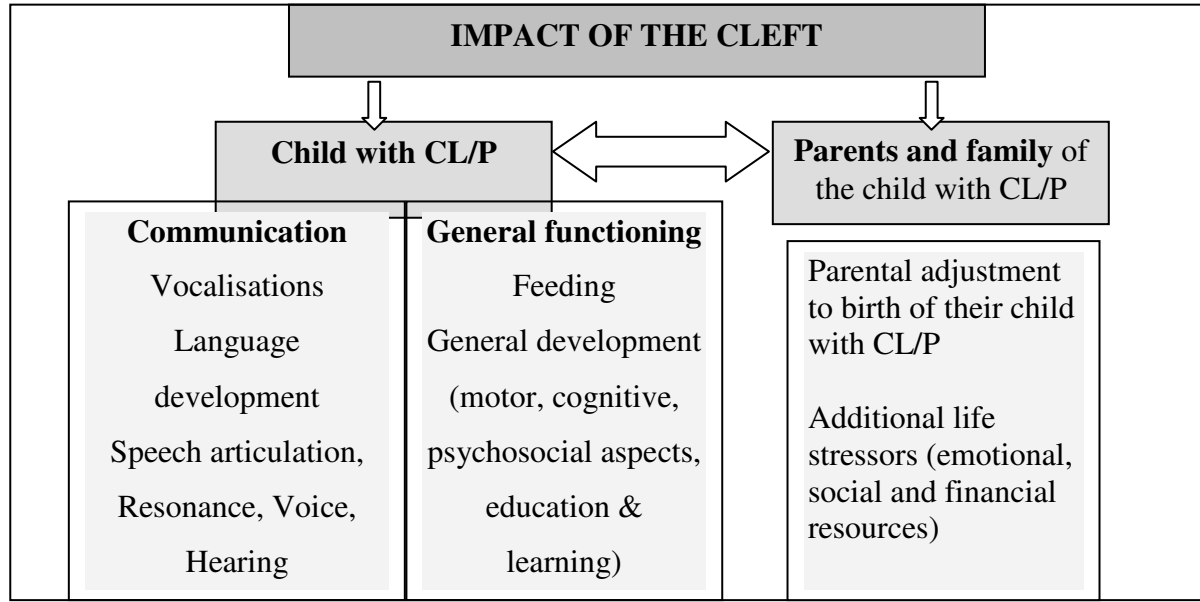 IMPACT OF THE CLEFT
Child with CL/P
Parents and family of
the child with CL/P
Communication
Vocalisations
Language
development
Speech articulation,
Resonance, Voice,
Hearing
General functioning
Feeding
General development
(motor, cognitive,
psychosocial aspects,
education &
learning)
Parental adjustment
to birth of their child
with CL/P
Additional life
stressors (emotional,
social and financial
resources)